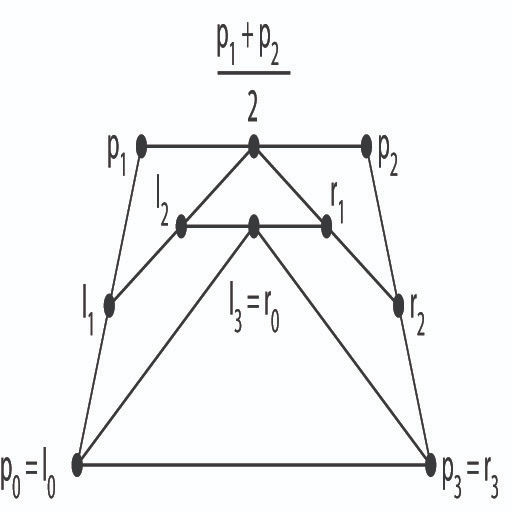 p₁ + p₂
2
p₁
p₂
l₂
r₁
l₁
l₃ = r₀
r₂
p₀ = l₀
p₃ = r₃